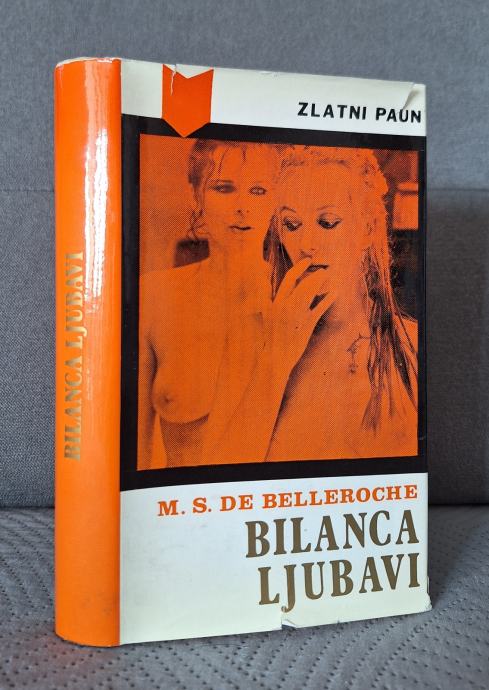 ZLATNI PAUN
BILANCA LJUBAVI
M. S. DE BELLEROCHE
BILANCA
LJUBAVI